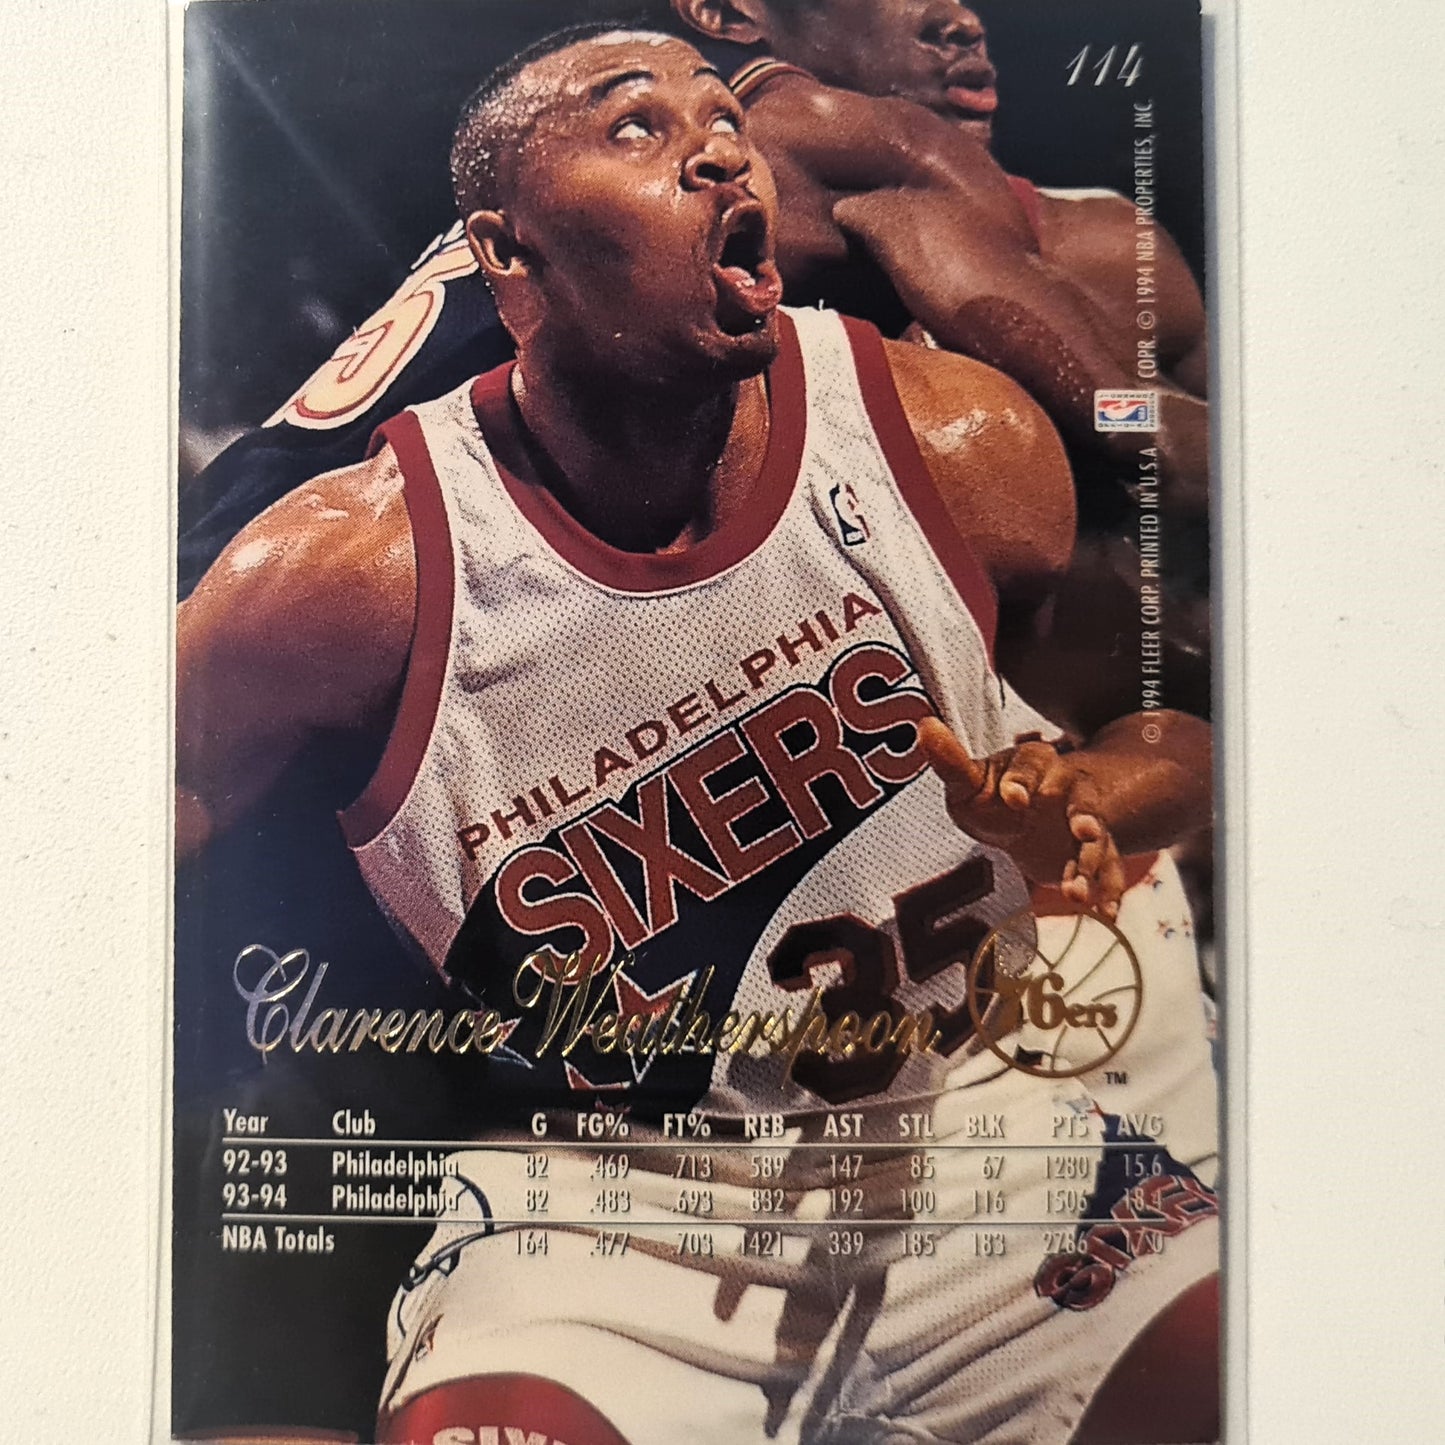 114
© 1994 FLEER CORP. PRINTED IN U.S.A. COPR. © 1994 NBA PROPERTIES, INC.
PHILADELPHIA
SIXERS
35
Clarence Weatherspoon
76ers
TM
Year Club G FG% FT% REB AST STL BLK PTS AVG
92-93 Philadelphia 82 .469 .713 589 147 85 67 1280 15.6
93-94 Philadelphia 82 .483 .693 832 192 100 116 1506 18.4
NBA Totals 164 .477 .703 1421 339 185 183 2786 17.0